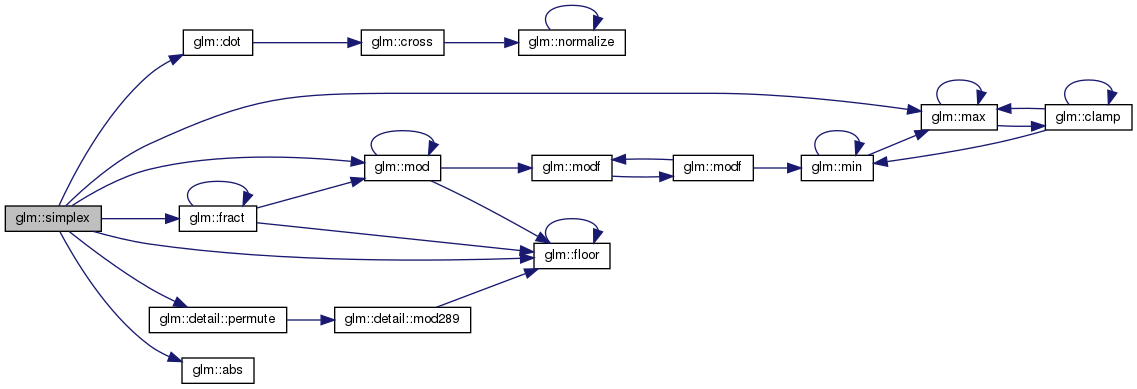 glm::dot
glm::cross
glm::normalize
glm::max
glm::clamp
glm::mod
glm::modf
glm::modf
glm::min
glm::simplex
glm::fract
glm::floor
glm::detail::permute
glm::detail::mod289
glm::abs